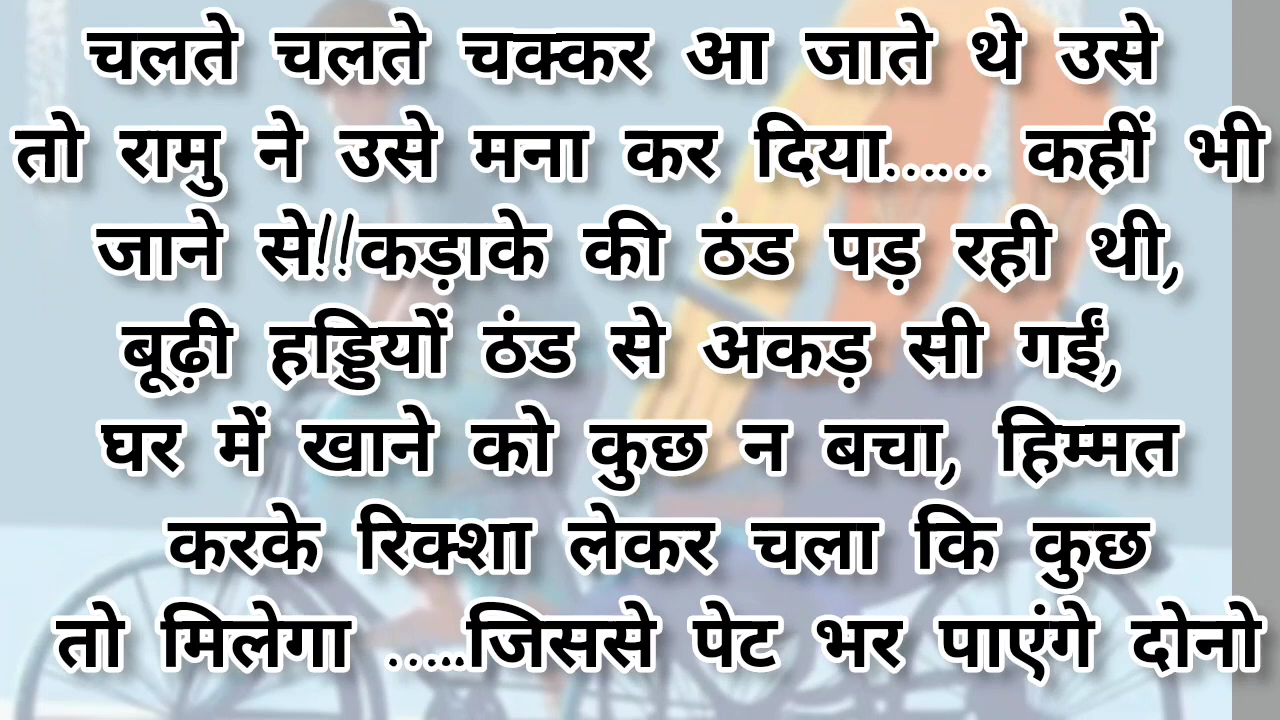 चलते चलते चक्कर आ जाते थे उसे
तो रामु ने उसे मना कर दिया...... कहीं भी
जाने से!!कड़ाके की ठंड पड़ रही थी,
बूढ़ी हड्डियों ठंड से अकड़ सी गईं,
घर में खाने को कुछ न बचा, हिम्मत
करके रिक्शा लेकर चला कि कुछ
तो मिलेगा .....जिससे पेट भर पाएंगे दोनो